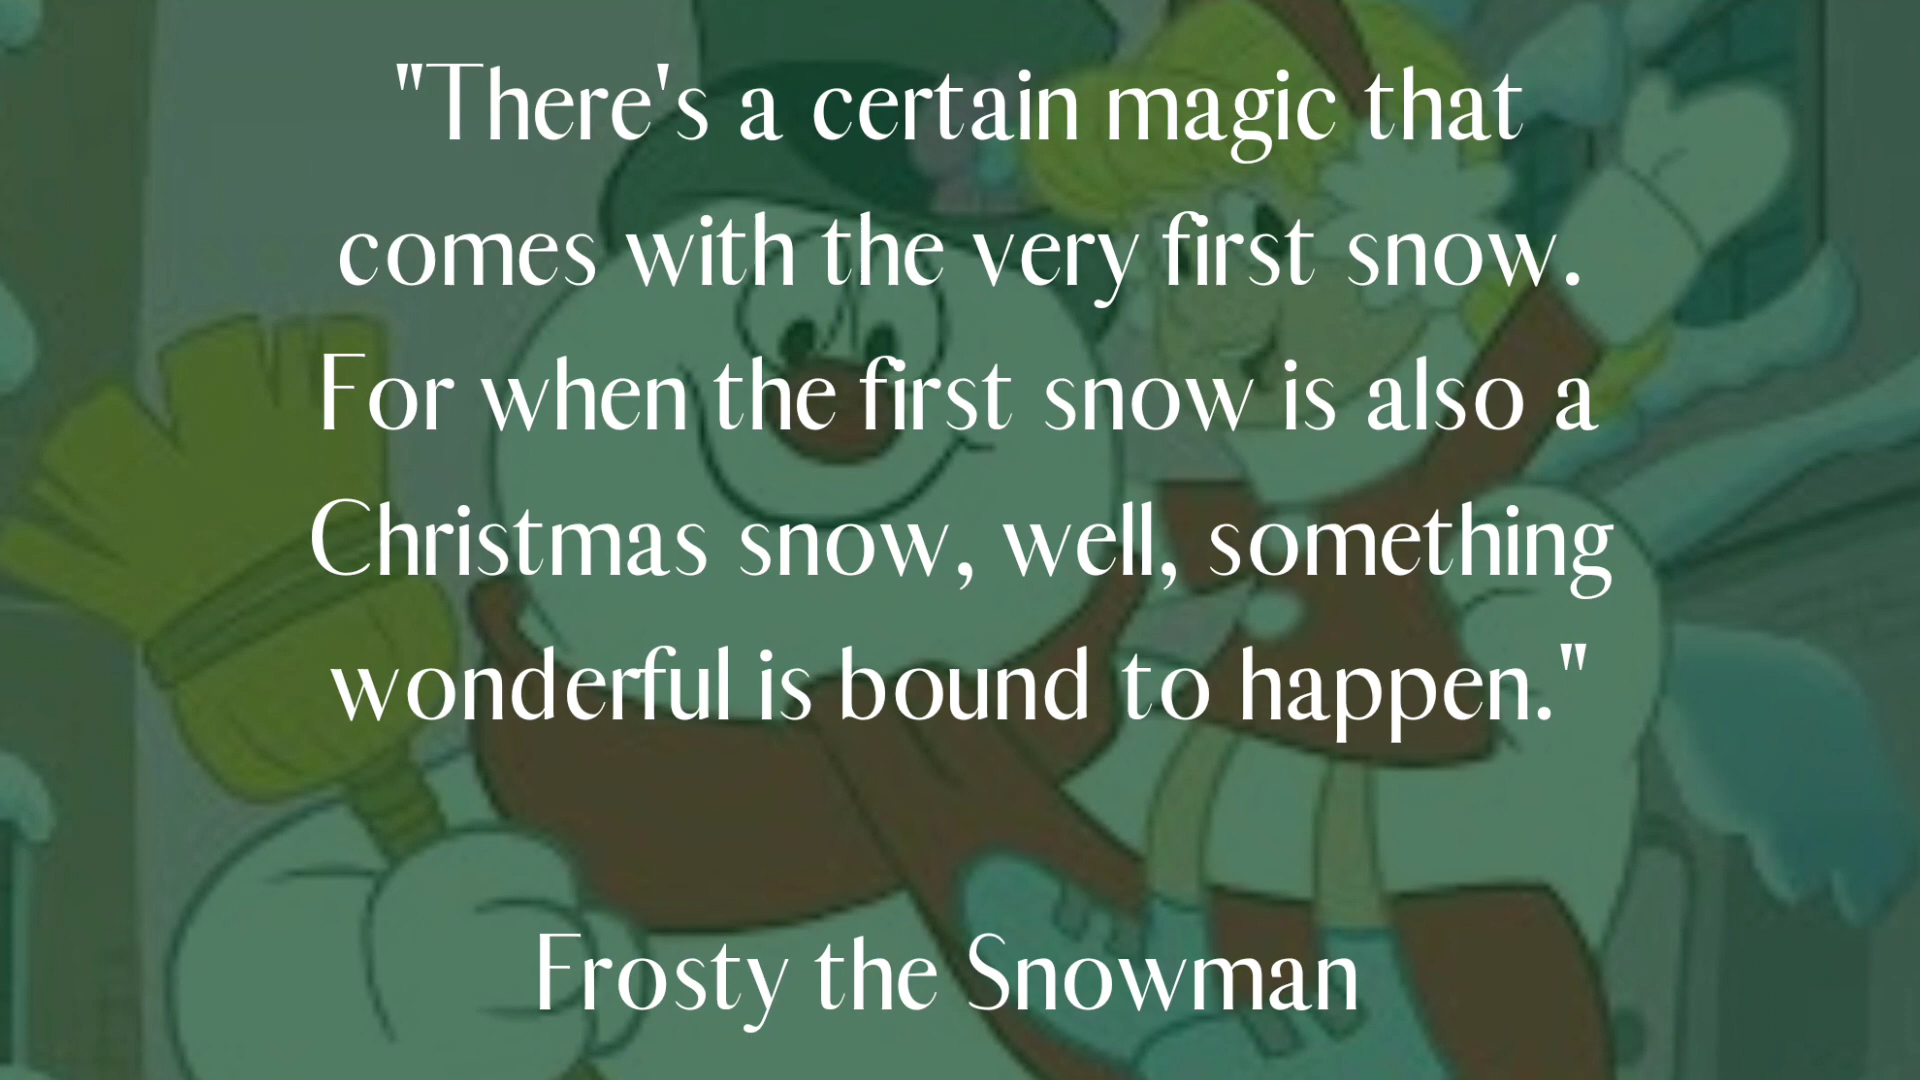 "There's a certain magic that
comes with the very first snow.
For when the first snow is also a
Christmas snow, well, something
wonderful is bound to happen."
Frosty the Snowman